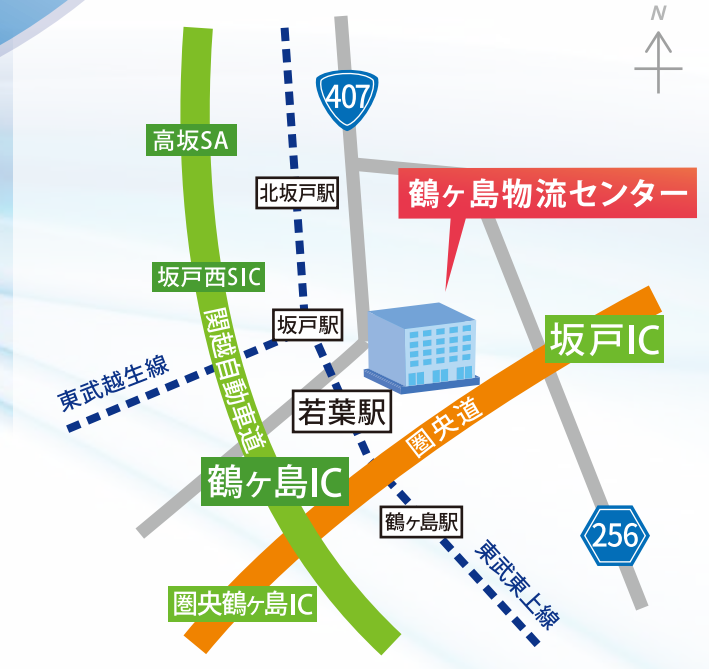 N
407
高坂SA
北坂戸駅
鶴ヶ島物流センター
坂戸西SIC
坂戸駅
坂戸IC
関越自動車道
東武越生線
若葉駅
圏央道
鶴ヶ島IC
鶴ヶ島駅
256
東武東上線
圏央鶴ヶ島IC